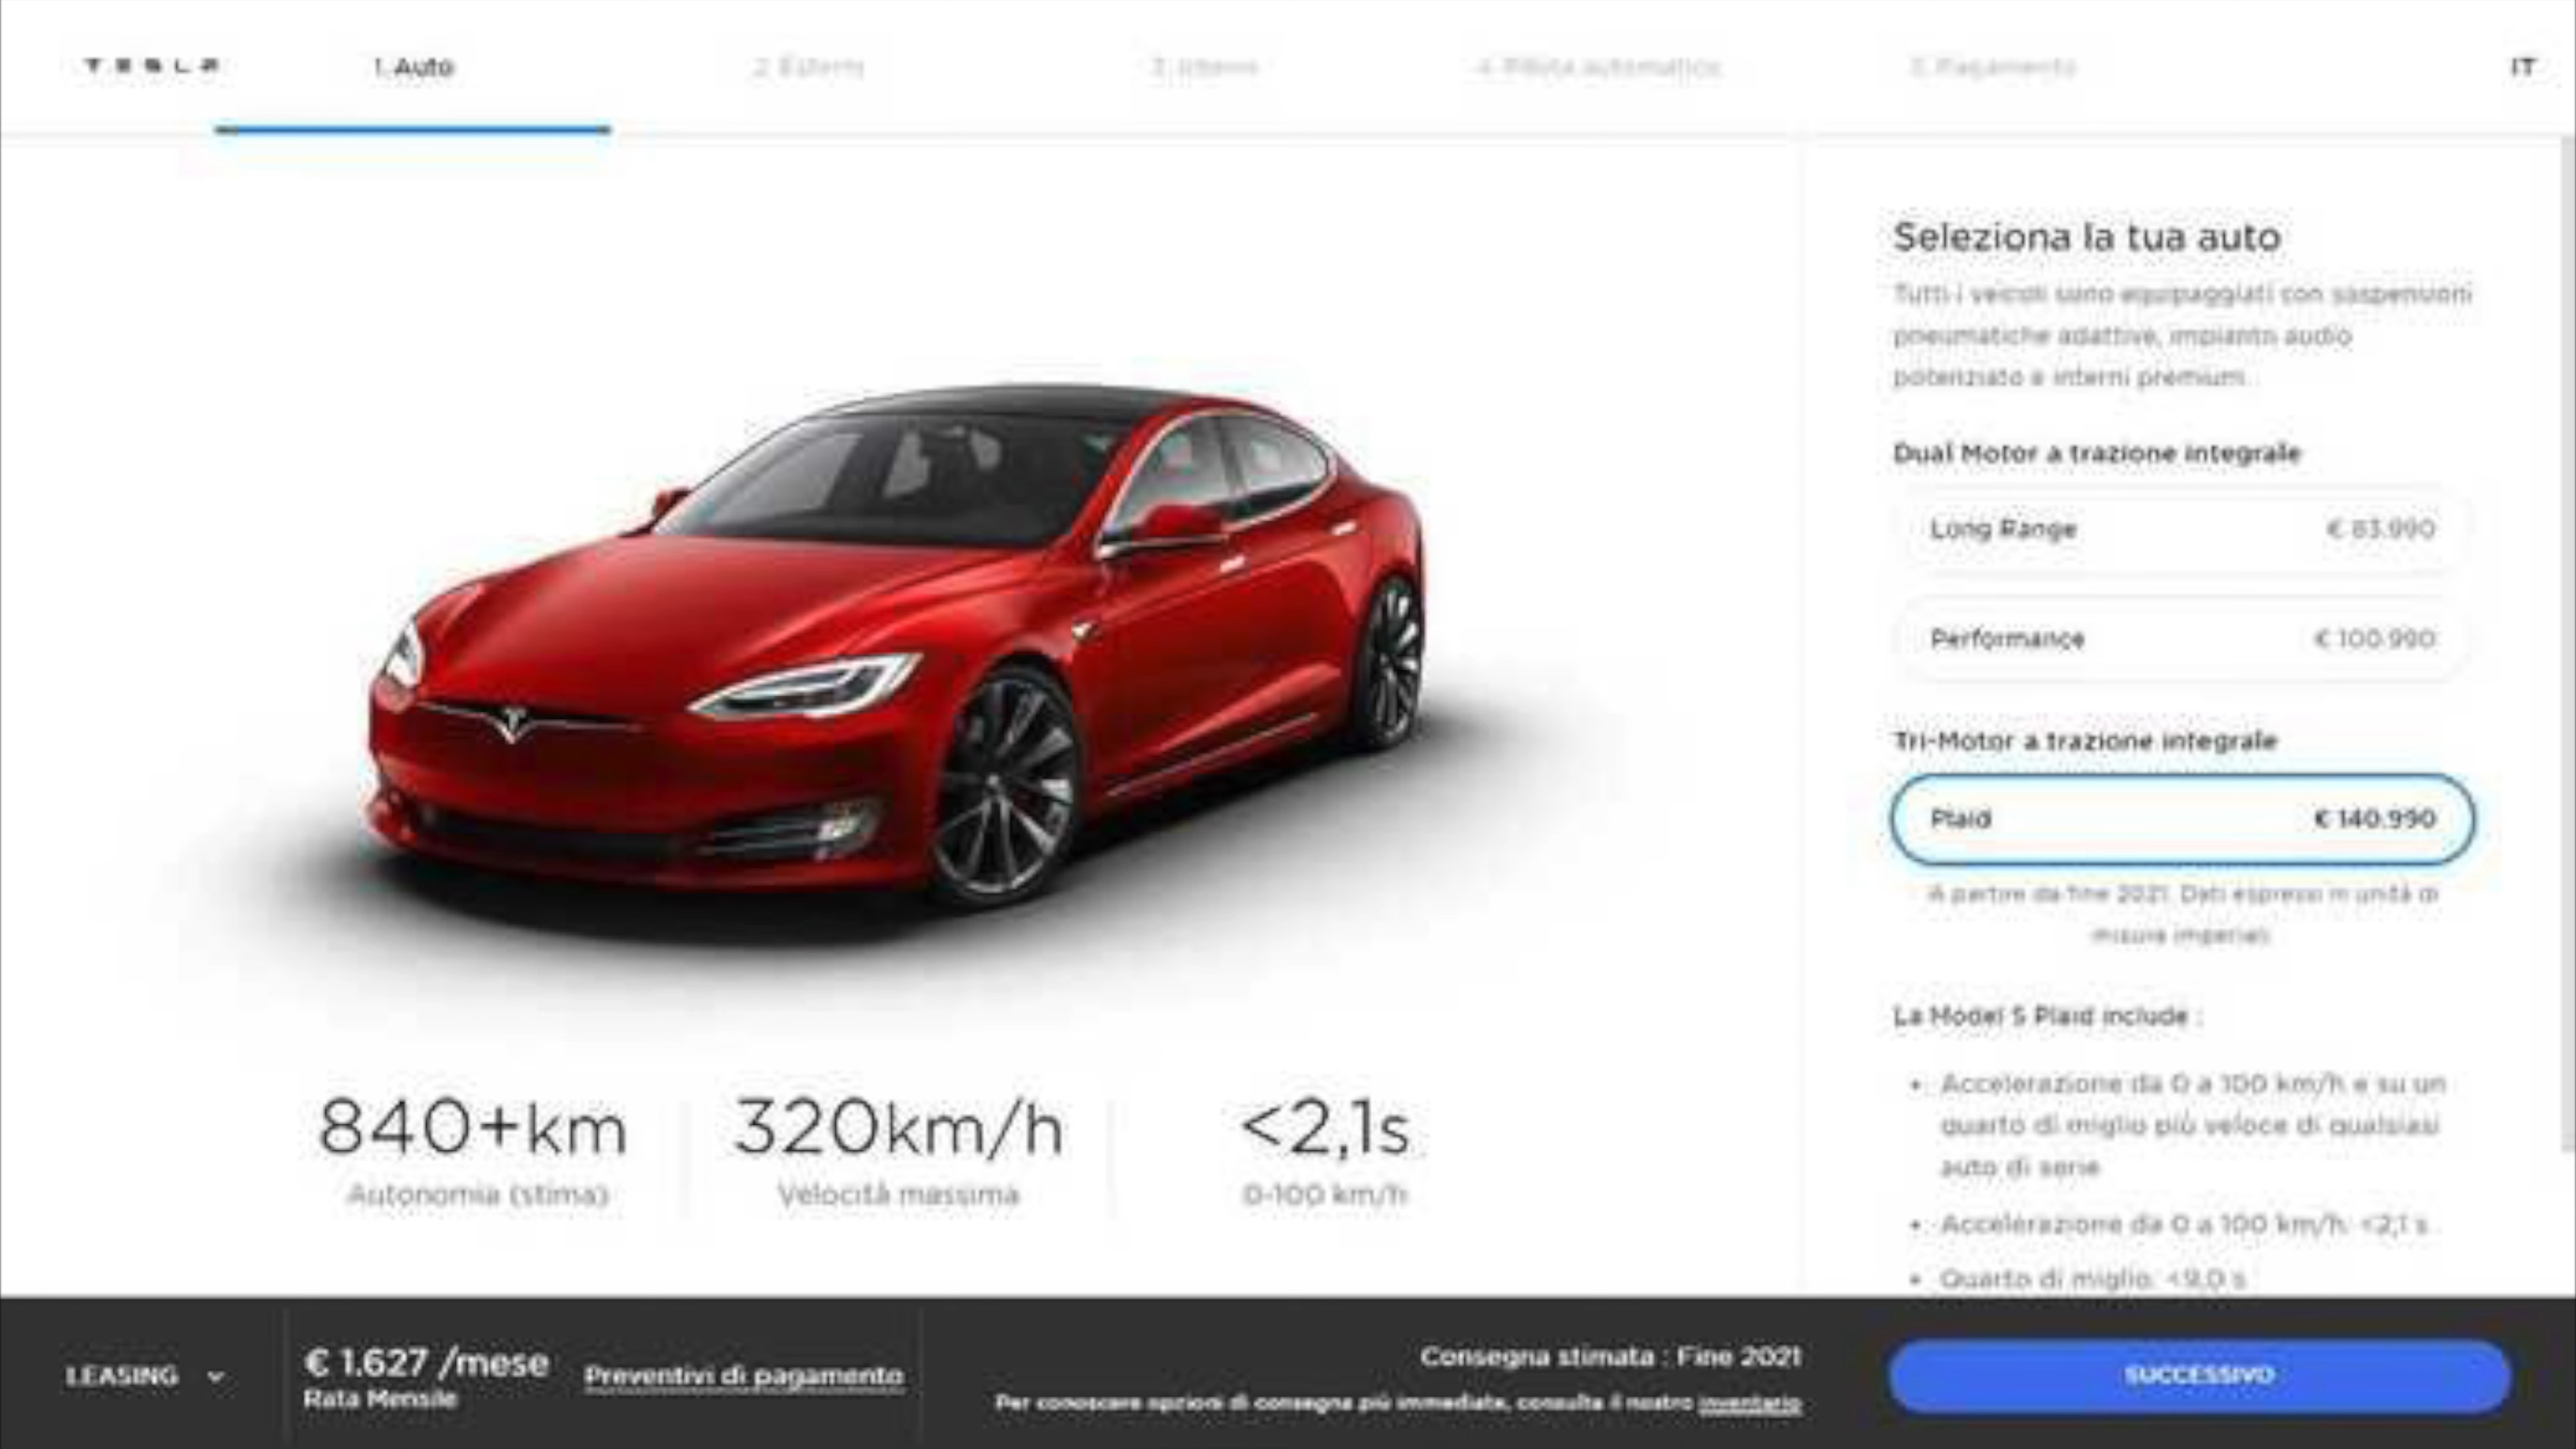 TESLA
1. Auto
2. Esterni
3. Interni
4. Pilota automatico
5. Pagamento
IT
Seleziona la tua auto
Tutti i veicoli sono equipaggiati con sospensioni
pneumatiche adattive, impianto audio
potenziato e interni premium.
Dual Motor a trazione integrale
Long Range € 83.990
Performance € 100.990
Tri-Motor a trazione integrale
Plaid € 140.990
A partire da fine 2021. Dati espressi in unità di
misura imperiali.
La Model S Plaid include :
• Accelerazione da 0 a 100 km/h e su un
quarto di miglio più veloce di qualsiasi
auto di serie
• Accelerazione da 0 a 100 km/h: <2,1 s
• Quarto di miglio: <9,0 s
840+km
Autonomia (stima)
320km/h
Velocità massima
<2,1s
0-100 km/h
LEASING
€ 1.627 /mese
Rata Mensile
Preventivi di pagamento
Consegna stimata : Fine 2021
Per conoscere opzioni di consegna più immediate, consulta il nostro inventario
SUCCESSIVO